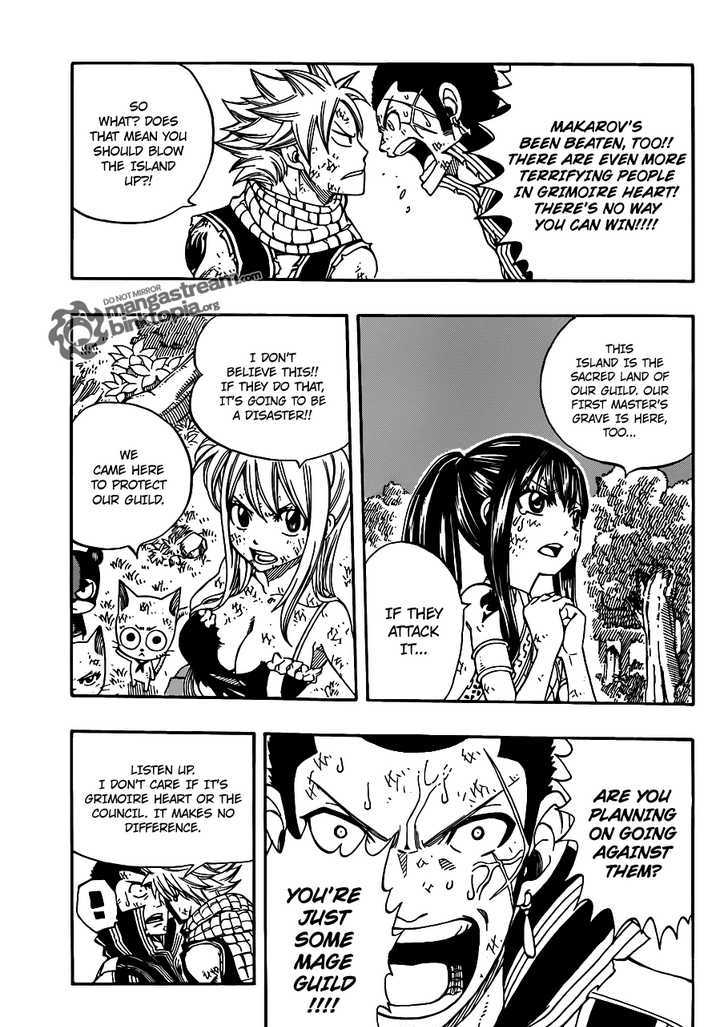 MAKAROV'S
BEEN BEATEN, TOO!!
THERE ARE EVEN MORE
TERRIFYING PEOPLE
IN GRIMOIRE HEART!
THERE'S NO WAY
YOU CAN WIN!!!!
SO
WHAT? DOES
THAT MEAN YOU
SHOULD BLOW
THE ISLAND
UP?!
DO NOT MIRROR
mangastream.com
binktopia.org
THIS
ISLAND IS THE
SACRED LAND OF
OUR GUILD. OUR
FIRST MASTER'S
GRAVE IS HERE,
TOO...
IF THEY
ATTACK
IT...
I DON'T
BELIEVE THIS!!
IF THEY DO THAT,
IT'S GOING TO BE
A DISASTER!!
WE
CAME HERE
TO PROTECT
OUR GUILD.
ARE YOU
PLANNING
ON GOING
AGAINST
THEM?
YOU'RE
JUST
SOME
MAGE
GUILD
!!!!
LISTEN UP.
I DON'T CARE IF IT'S
GRIMOIRE HEART OR THE
COUNCIL. IT MAKES NO
DIFFERENCE.
!